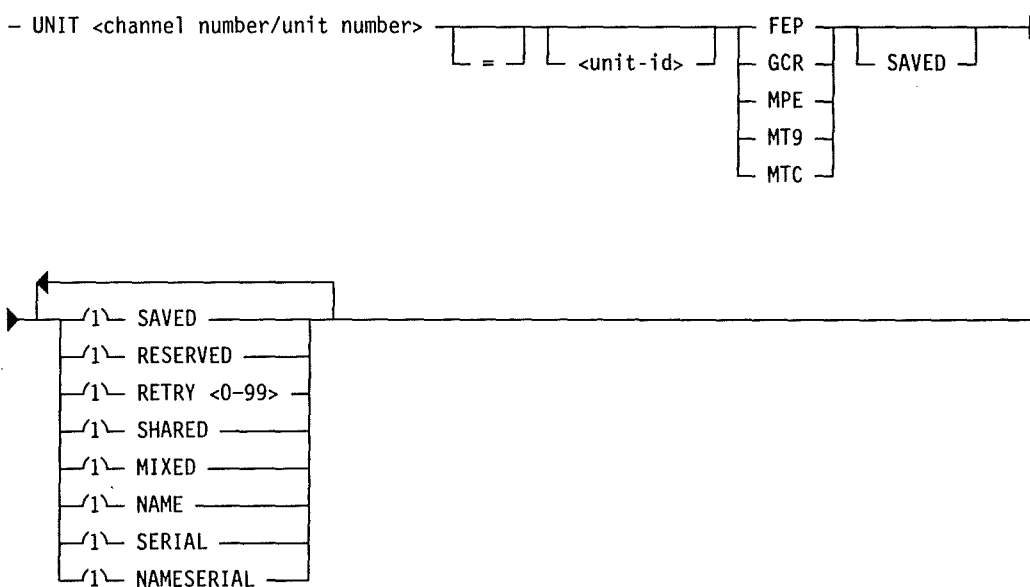 – UNIT <channel number/unit number>
=
<unit-id>
FEP
GCR
MPE
MT9
MTC
SAVED
1 SAVED
1 RESERVED
1 RETRY <0-99>
1 SHARED
1 MIXED
1 NAME
1 SERIAL
1 NAMESERIAL